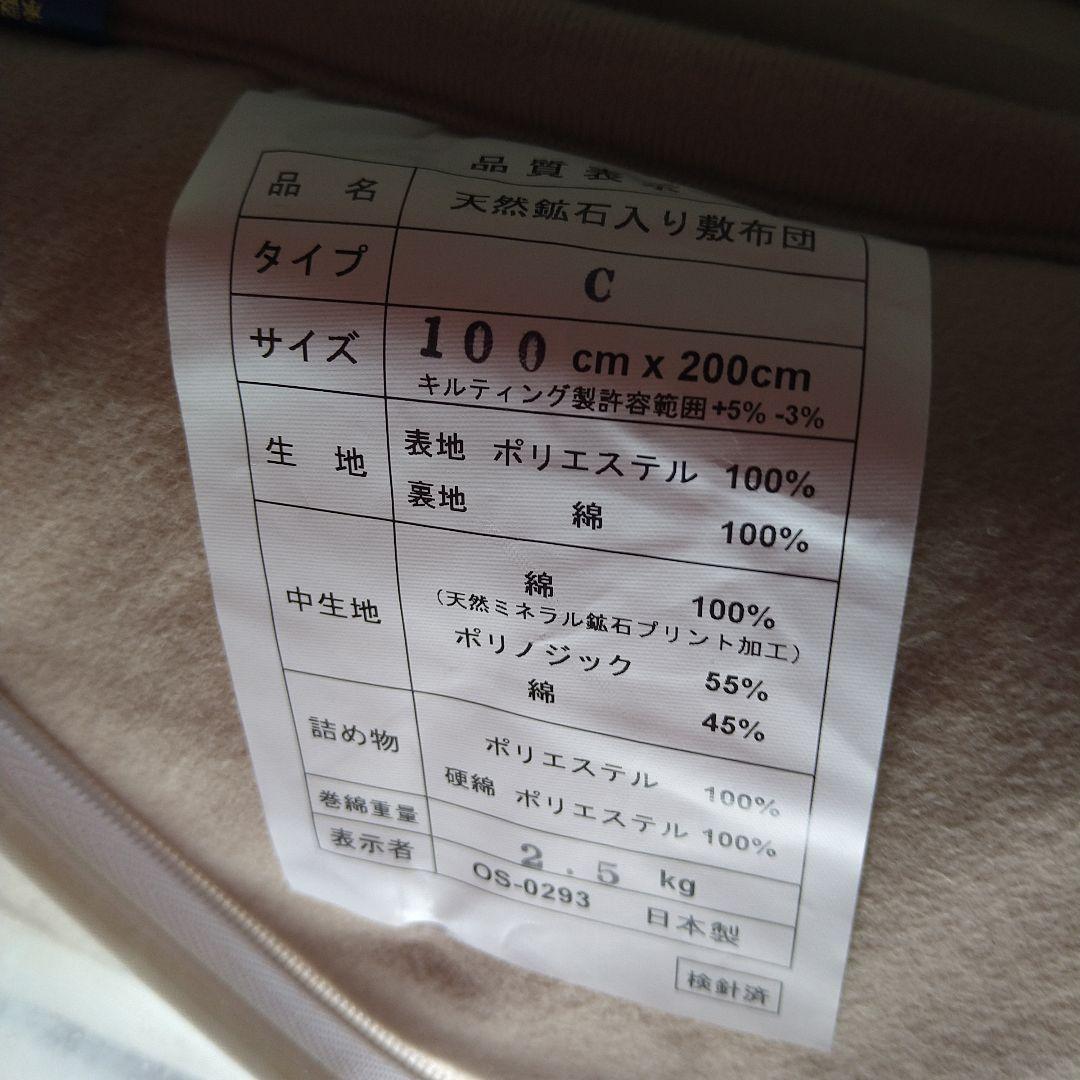 品質表示
品名 天然鉱石入り敷布団
タイプ C
サイズ 100 cm x 200cm
キルティング製許容範囲+5% -3%
生地 表地 ポリエステル 100%
裏地 綿 100%
中生地 綿 100%
(天然ミネラル鉱石プリント加工)
ポリノジック 55%
綿 45%
詰め物 ポリエステル 100%
硬綿 ポリエステル 100%
巻綿重量 2.5 kg
表示者 OS-0293 日本製
検針済